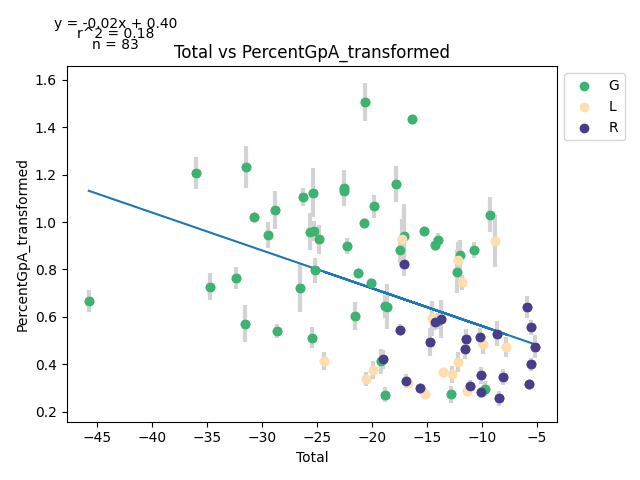 y = -0.02x + 0.40
r^2 = 0.18
n = 83
Total vs PercentGpA_transformed
G
L
R
PercentGpA_transformed
1.6
1.4
1.2
1.0
0.8
0.6
0.4
0.2
−45 −40 −35 −30 −25 −20 −15 −10 −5
Total